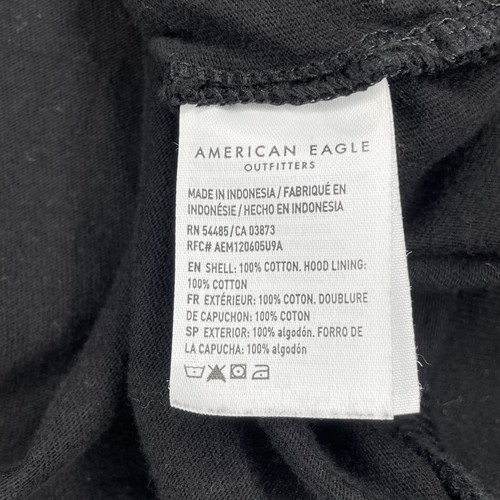 AMERICAN EAGLE
OUTFITTERS
MADE IN INDONESIA / FABRIQUÉ EN
INDONÉSIE / HECHO EN INDONESIA
RN 54485/CA 03873
RFC# AEM120605U9A
EN SHELL: 100% COTTON. HOOD LINING:
100% COTTON
FR EXTÉRIEUR: 100% COTON. DOUBLURE
DE CAPUCHON: 100% COTON
SP EXTERIOR: 100% algodón. FORRO DE
LA CAPUCHA: 100% algodón